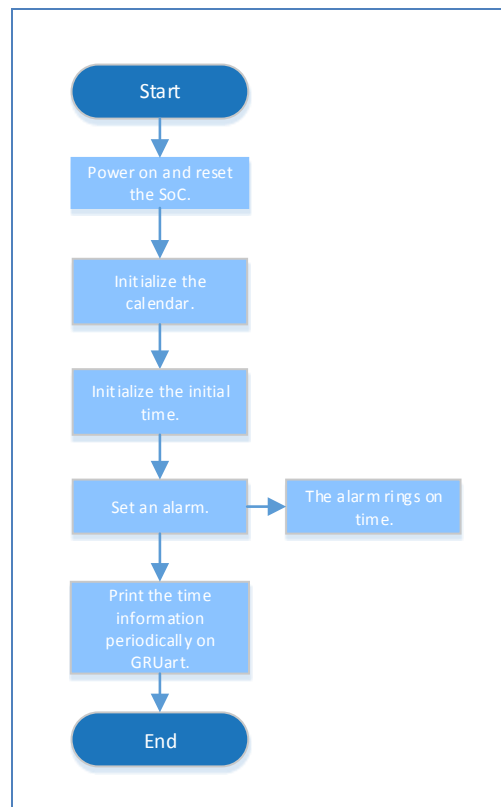 Start
Power on and reset
the SoC.
Initialize the
calendar.
Initialize the initial
time.
Set an alarm.
The alarm rings on
time.
Print the time
information
periodically on
GRUart.
End